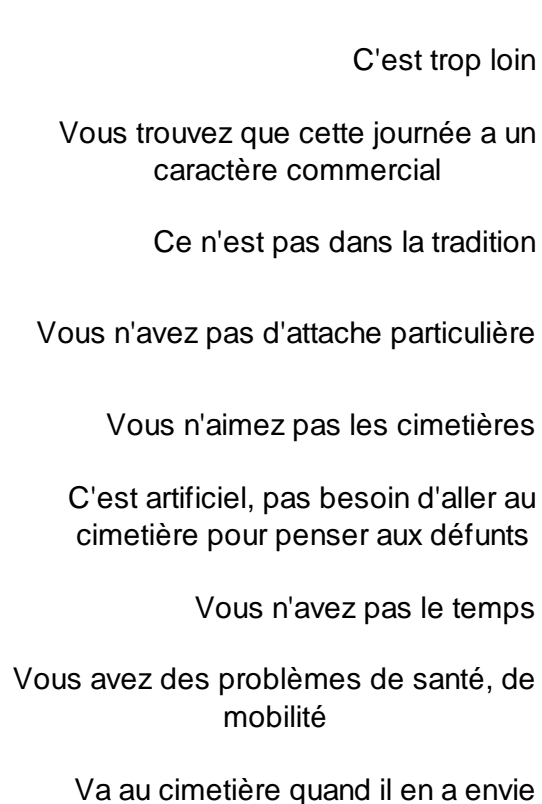 C'est trop loin
Vous trouvez que cette journée a un
caractère commercial
Ce n'est pas dans la tradition
Vous n'avez pas d'attache particulière
Vous n'aimez pas les cimetières
C'est artificiel, pas besoin d'aller au
cimetière pour penser aux défunts
Vous n'avez pas le temps
Vous avez des problèmes de santé, de
mobilité
Va au cimetière quand il en a envie